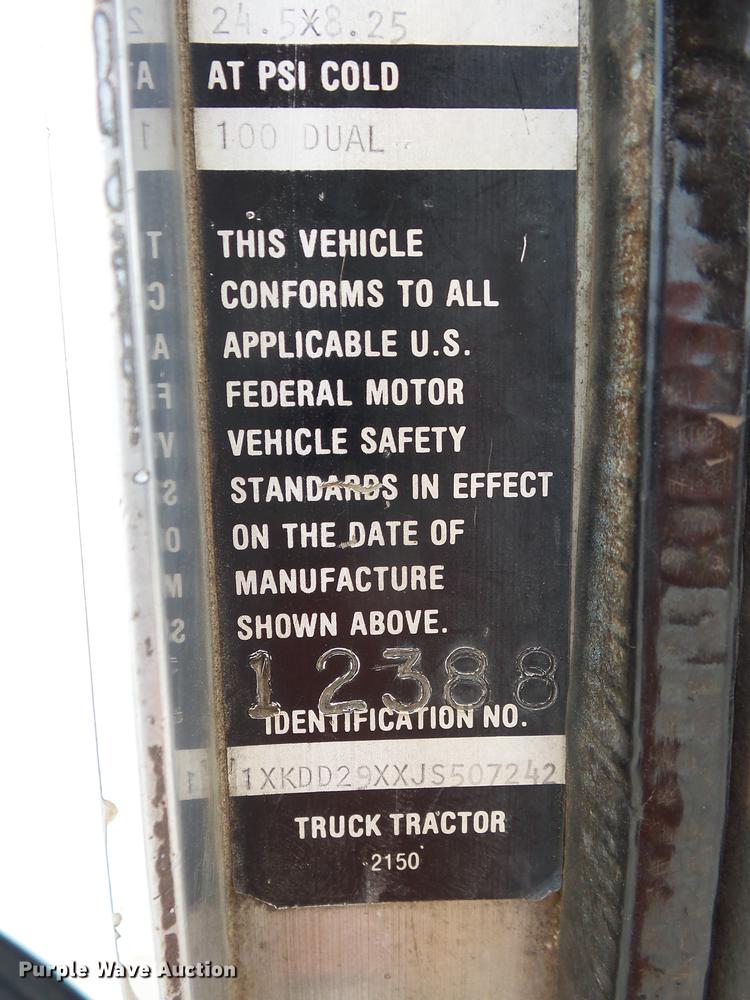 24.5X8.25
AT PSI COLD
100 DUAL
THIS VEHICLE
CONFORMS TO ALL
APPLICABLE U.S.
FEDERAL MOTOR
VEHICLE SAFETY
STANDARDS IN EFFECT
ON THE DATE OF
MANUFACTURE
SHOWN ABOVE.
12388
IDENTIFICATION NO.
1XKDD29XXJS507242
TRUCK TRACTOR
2150
Purple Wave Auction